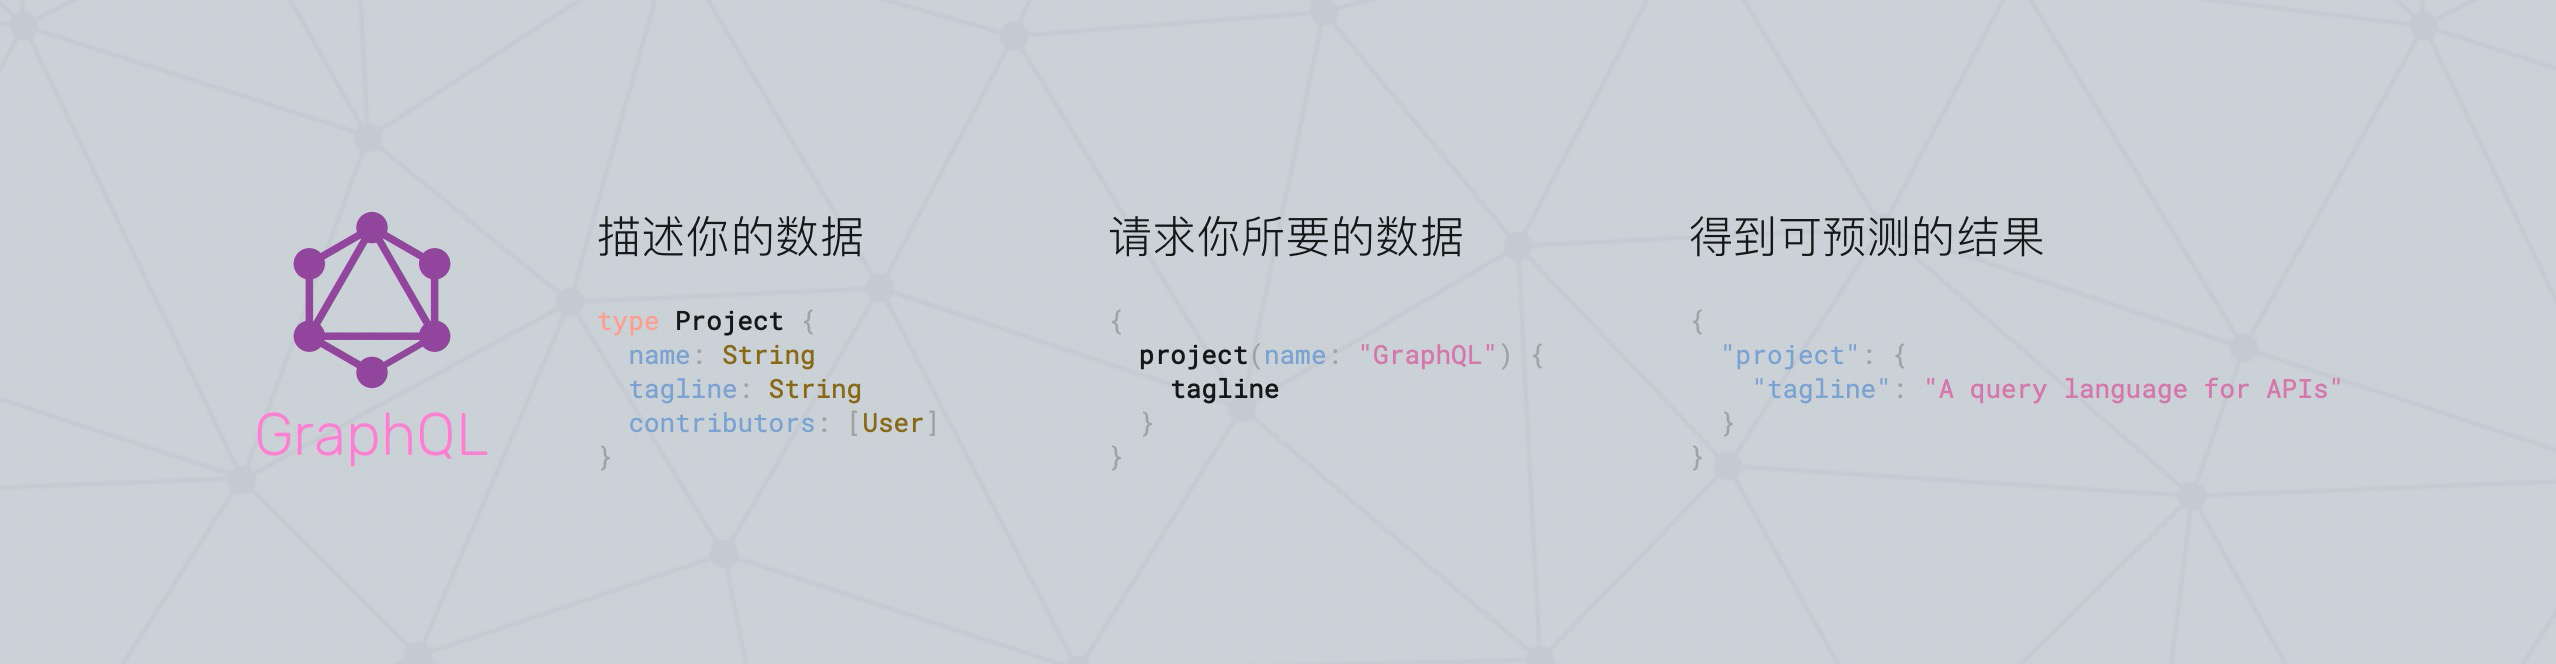 GraphQL
描述你的数据
type Project {
  name: String
  tagline: String
  contributors: [User]
}
请求你所要的数据
{
  project(name: "GraphQL") {
    tagline
  }
}
得到可预测的结果
{
  "project": {
    "tagline": "A query language for APIs"
  }
}